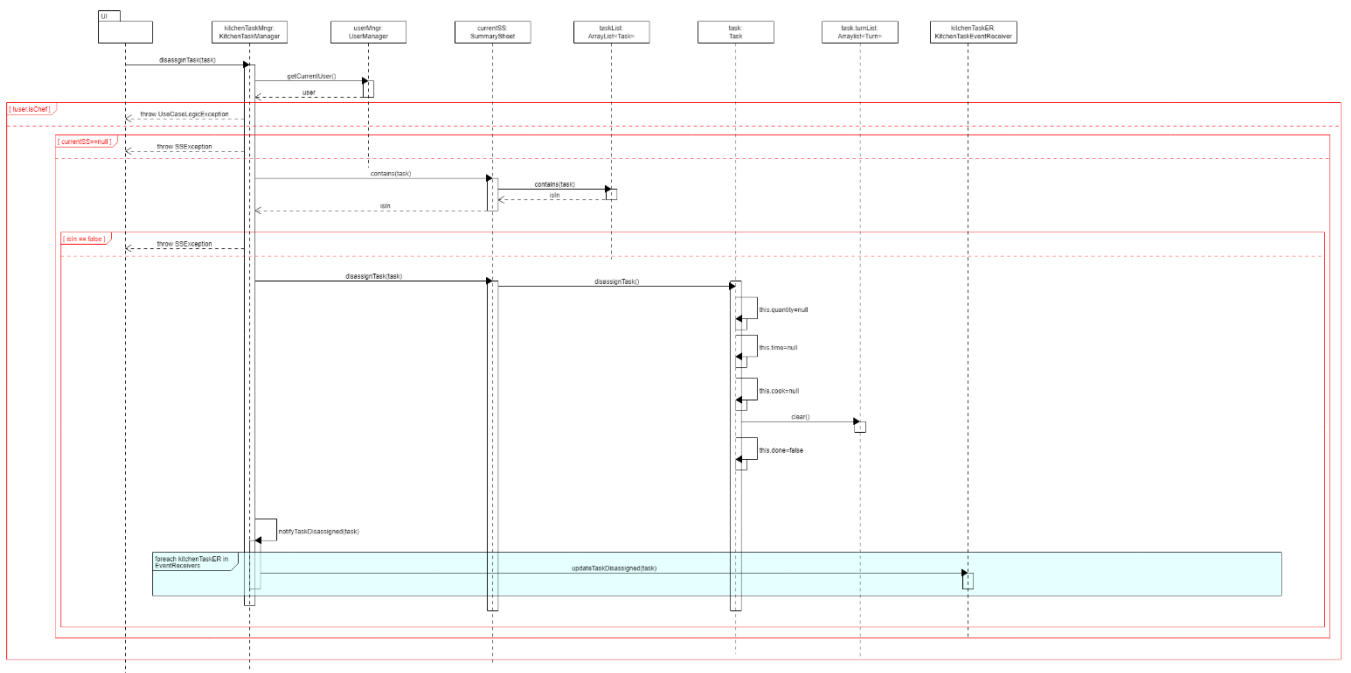 UI
kitchenTaskMngr:
KitchenTaskManager
userMngr:
UserManager
currentSS:
SummarySheet
taskList:
ArrayList<Task>
task:
Task
task.turnList:
Arraylist<Turn>
kitchenTaskER:
KitchenTaskEventReceiver
disassginTask(task)
getCurrentUser()
user
[ !user.isChef ]
throw UseCaseLogicException
[ currentSS==null ]
throw SSException
contains(task)
contains(task)
isIn
isIn
[ isIn == false ]
throw SSException
disassignTask(task)
disassignTask()
this.quantity=null
this.time=null
this.cook=null
clear()
this.done=false
notifyTaskDisassigned(task)
foreach kitchenTaskER in
EventReceivers
updateTaskDisassigned(task)